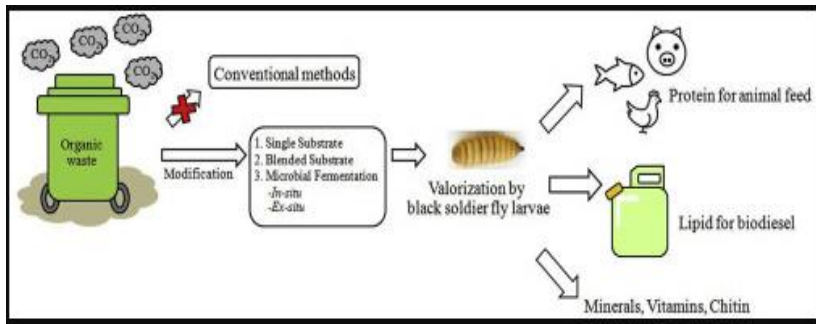 CO2
CO2
CO2
CO2
Conventional methods
Organic
waste
Modification
1. Single Substrate
2. Blended Substrate
3. Microbial Fermentation
-In-situ
-Ex-situ
Valorization by
black soldier fly larvae
Protein for animal feed
Lipid for biodiesel
Minerals, Vitamins, Chitin